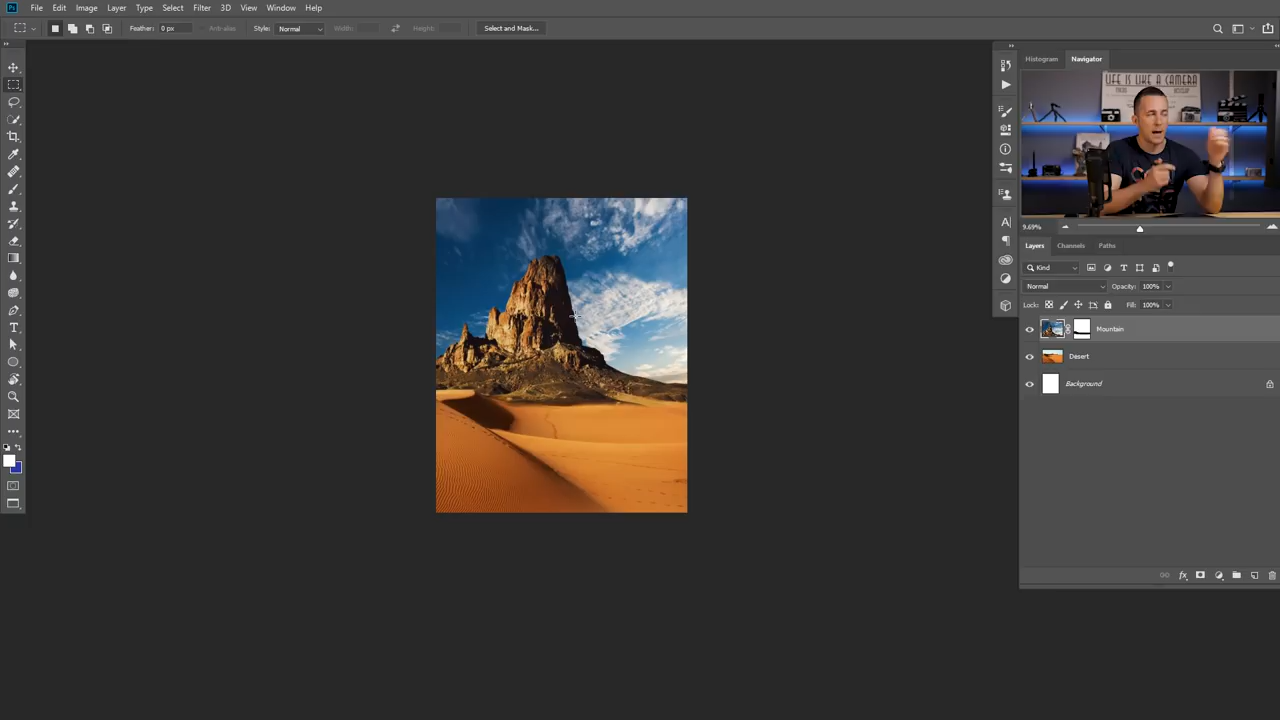 Ps File Edit Image Layer Type Select Filter 3D View Window Help
Feather: 0 px Anti-alias Style: Normal Width: Height: Select and Mask...
Histogram Navigator
LIFE IS LIKE A CAMERA
9.69%
Layers Channels Paths
Kind
Normal Opacity: 100%
Lock: Fill: 100%
Mountain
Desert
Background